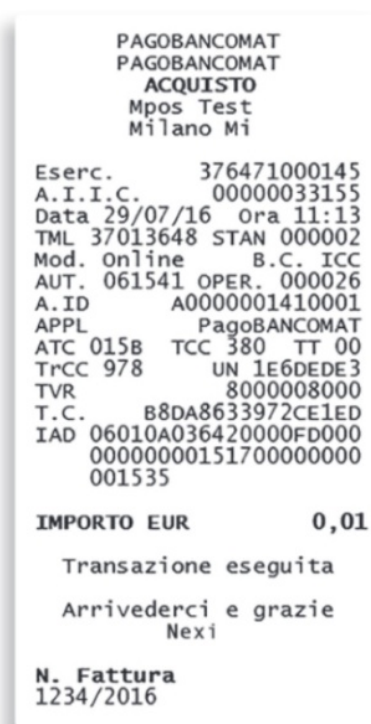 PAGOBANCOMAT
PAGOBANCOMAT
ACQUISTO
Mpos Test
Milano Mi
Eserc. 376471000145
A.I.I.C. 00000033155
Data 29/07/16 Ora 11:13
TML 37013648 STAN 000002
Mod. Online B.C. ICC
AUT. 061541 OPER. 000026
A.ID A0000001410001
APPL PagoBANCOMAT
ATC 015B TCC 380 TT 00
TrCC 978 UN 1E6DEDE3
TVR 8000008000
T.C. B8DA8633972CE1ED
IAD 06010A036420000FD000
00000000151700000000
001535
IMPORTO EUR 0,01
Transazione eseguita
Arrivederci e grazie
Nexi
N. Fattura
1234/2016